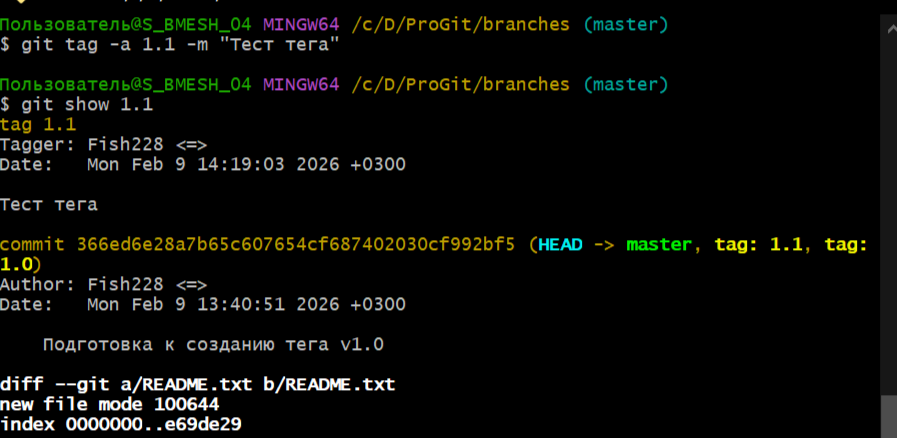 Пользователь@S_BMESH_04 MINGW64 /c/D/ProGit/branches (master)
$ git tag -a 1.1 -m "Тест тега"
Пользователь@S_BMESH_04 MINGW64 /c/D/ProGit/branches (master)
$ git show 1.1
tag 1.1
Tagger: Fish228 <=>
Date:   Mon Feb 9 14:19:03 2026 +0300
Тест тега
commit 366ed6e28a7b65c607654cf687402030cf992bf5 (HEAD -> master, tag: 1.1, tag:
1.0)
Author: Fish228 <=>
Date:   Mon Feb 9 13:40:51 2026 +0300
    Подготовка к созданию тега v1.0
diff --git a/README.txt b/README.txt
new file mode 100644
index 0000000..e69de29